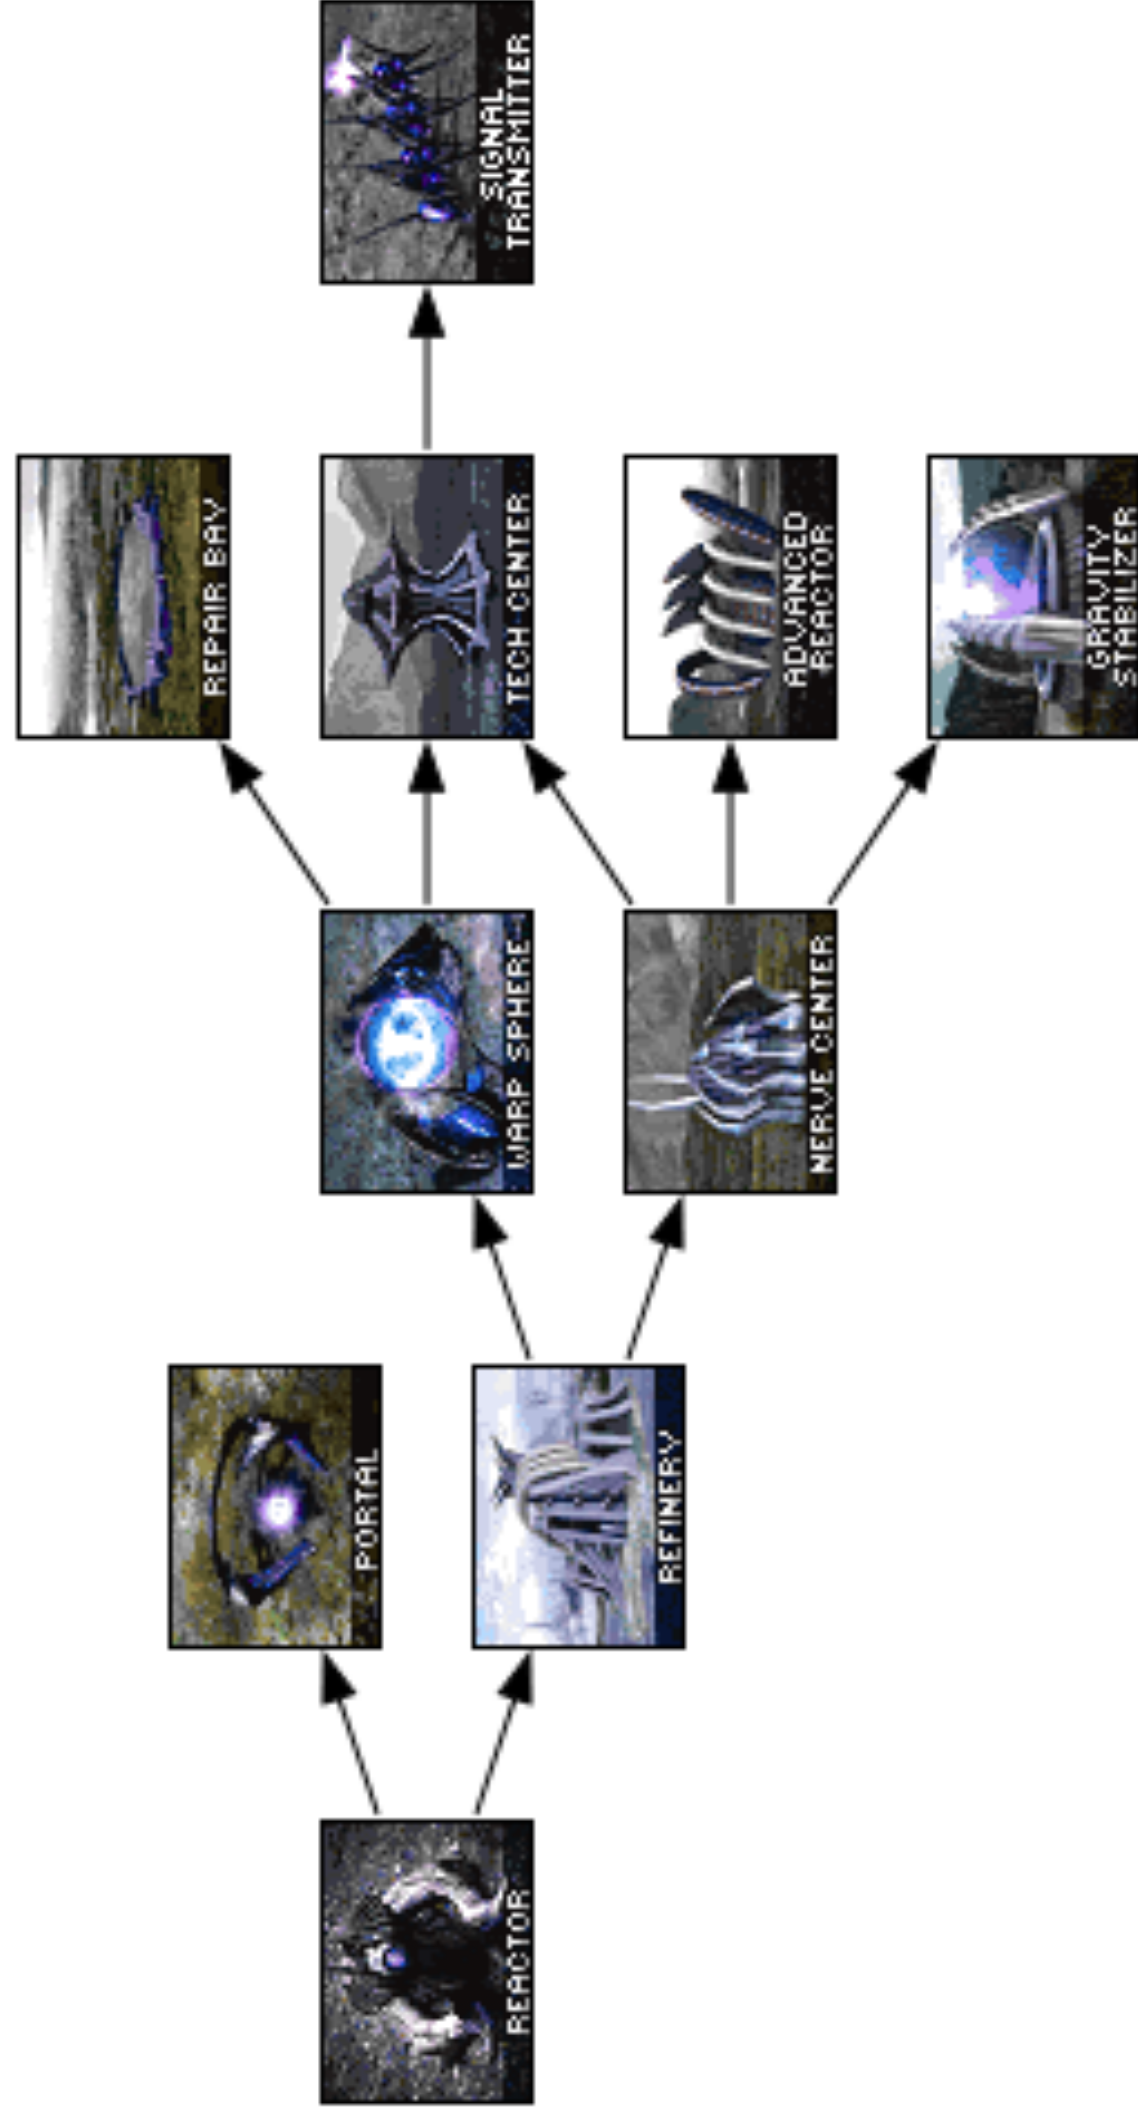 REPAIR BAY
PORTAL
REACTOR
WARP SPHERE
TECH CENTER
SIGNAL
TRANSMITTER
REFINERY
NERVE CENTER
ADVANCED
REACTOR
GRAVITY
STABILIZER